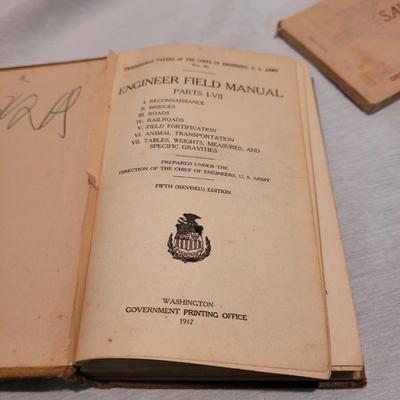 PROFESSIONAL PAPERS OF THE CORPS OF ENGINEERS, U. S. ARMY
No. 29
ENGINEER FIELD MANUAL
PARTS I-VII
I. RECONNAISSANCE
II. BRIDGES
III. ROADS
IV. RAILROADS
V. FIELD FORTIFICATION
VI. ANIMAL TRANSPORTATION
VII. TABLES, WEIGHTS, MEASURES, AND
SPECIFIC GRAVITIES
PREPARED UNDER THE
DIRECTION OF THE CHIEF OF ENGINEERS, U. S. ARMY
FIFTH (REVISED) EDITION
WASHINGTON
GOVERNMENT PRINTING OFFICE
1917